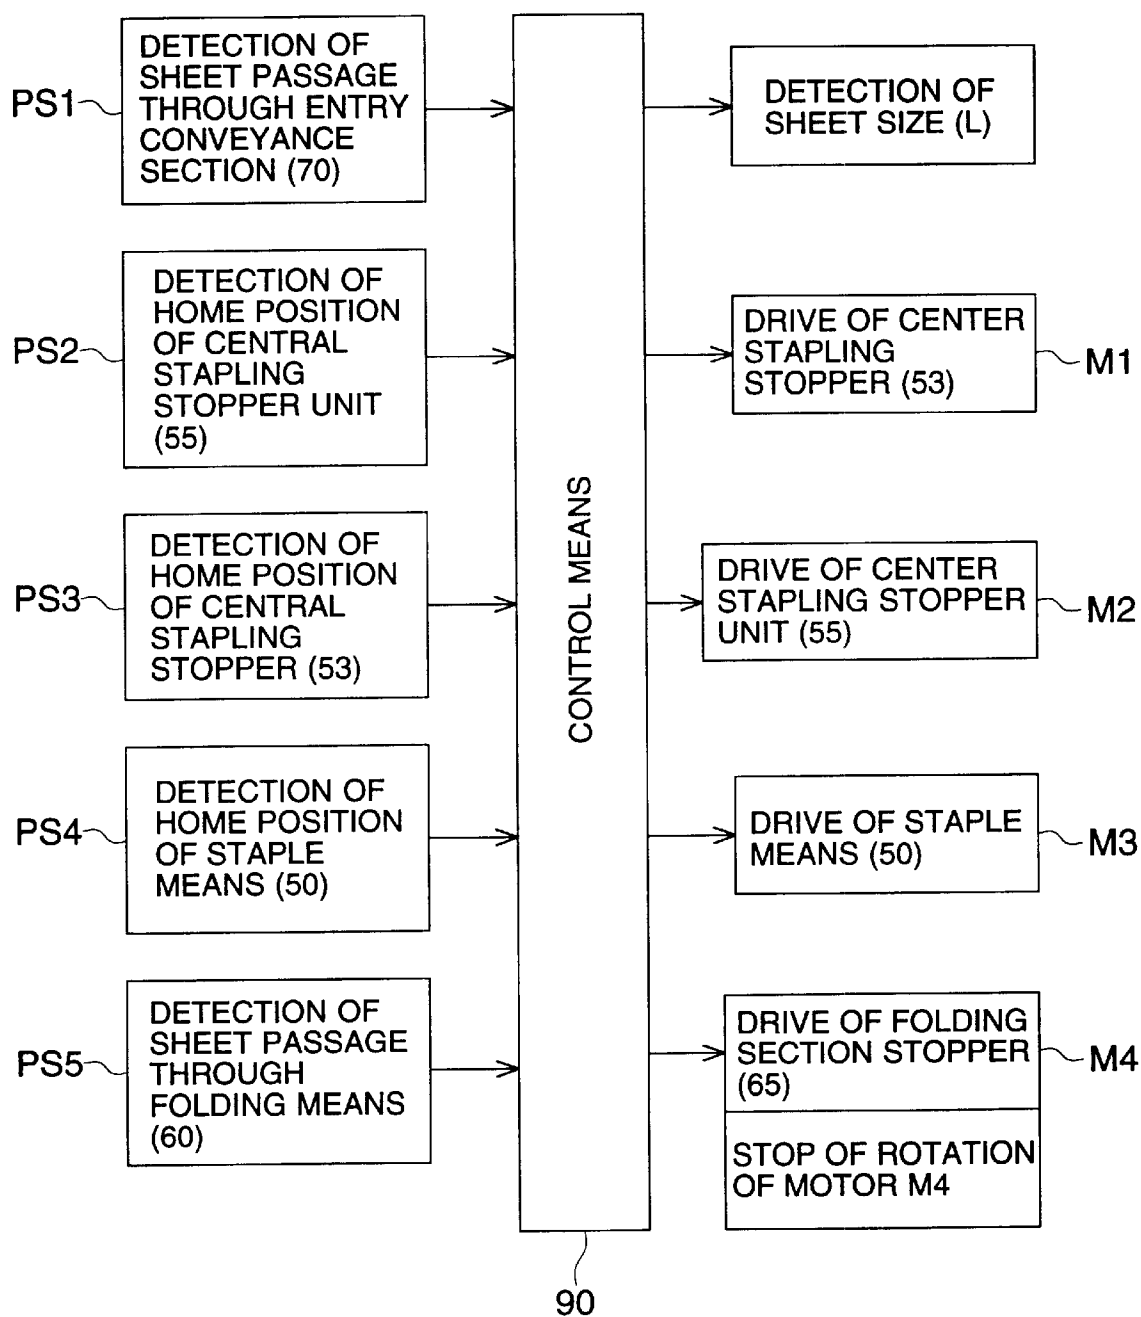 PS1
DETECTION OF
SHEET PASSAGE
THROUGH ENTRY
CONVEYANCE
SECTION (70)
PS2
DETECTION OF
HOME POSITION
OF CENTRAL
STAPLING
STOPPER UNIT
(55)
PS3
DETECTION OF
HOME POSITION
OF CENTRAL
STAPLING
STOPPER (53)
PS4
DETECTION OF
HOME POSITION
OF STAPLE
MEANS (50)
PS5
DETECTION OF
SHEET PASSAGE
THROUGH
FOLDING MEANS
(60)
CONTROL MEANS
90
DETECTION OF
SHEET SIZE (L)
DRIVE OF CENTER
STAPLING
STOPPER (53)
M1
DRIVE OF CENTER
STAPLING STOPPER
UNIT (55)
M2
DRIVE OF STAPLE
MEANS (50)
M3
DRIVE OF FOLDING
SECTION STOPPER
(65)
M4
STOP OF ROTATION
OF MOTOR M4